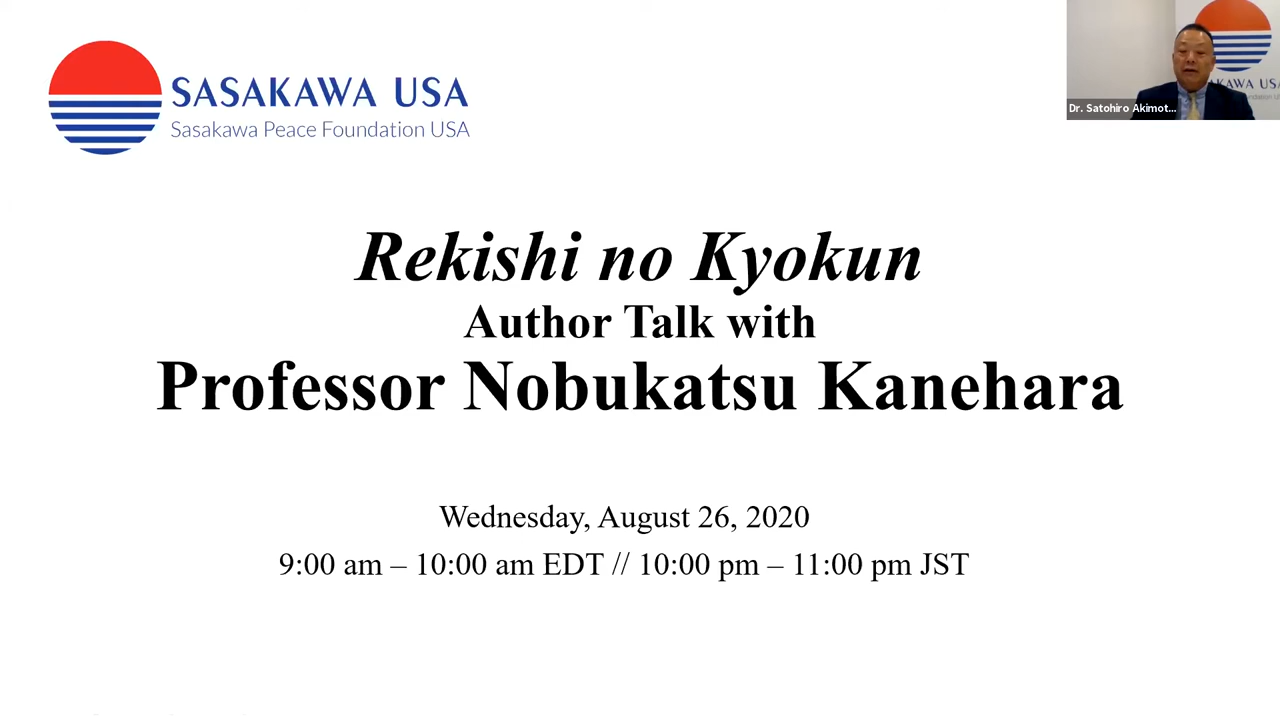 SASAKAWA USA
Sasakawa Peace Foundation USA
Dr. Satohiro Akimot...
Rekishi no Kyokun
Author Talk with
Professor Nobukatsu Kanehara
Wednesday, August 26, 2020
9:00 am – 10:00 am EDT // 10:00 pm – 11:00 pm JST